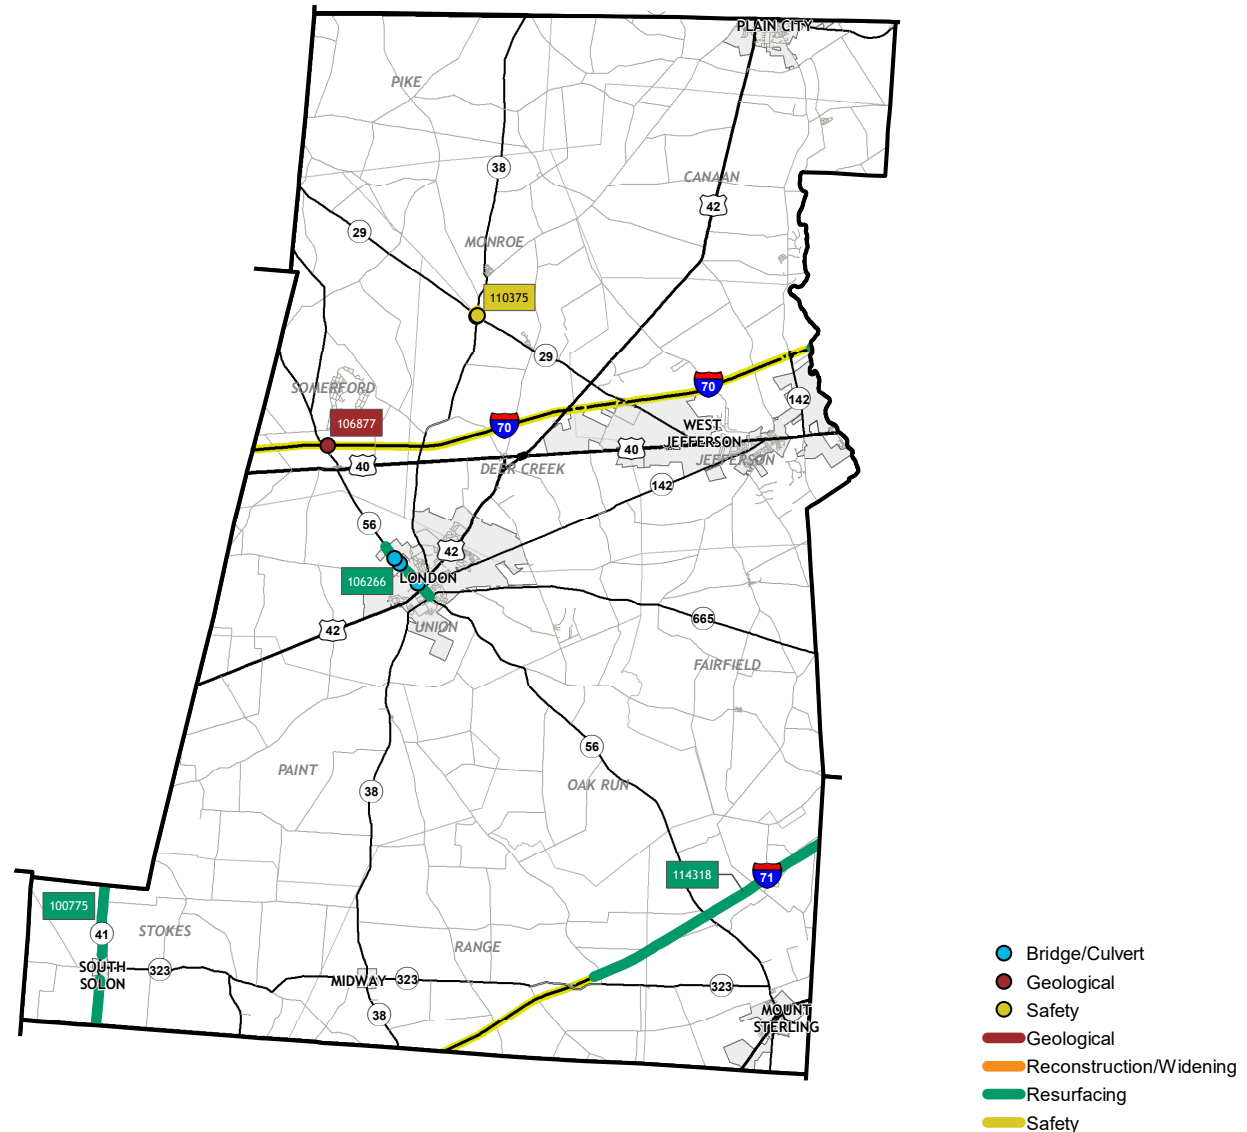 PLAIN CITY
PIKE
38
CANAAN
42
29
MONROE
110375
29
SOMERFORD
70
142
106877
70
WEST
JEFFERSON
40
40
DEER CREEK
JEFFERSON
142
56
42
106266
LONDON
42
UNION
665
FAIRFIELD
56
PAINT
OAK RUN
38
114318
71
100775
41
STOKES
RANGE
SOUTH
SOLON
323
MIDWAY
323
323
38
MOUNT
STERLING
Bridge/Culvert
Geological
Safety
Geological
Reconstruction/Widening
Resurfacing
Safety